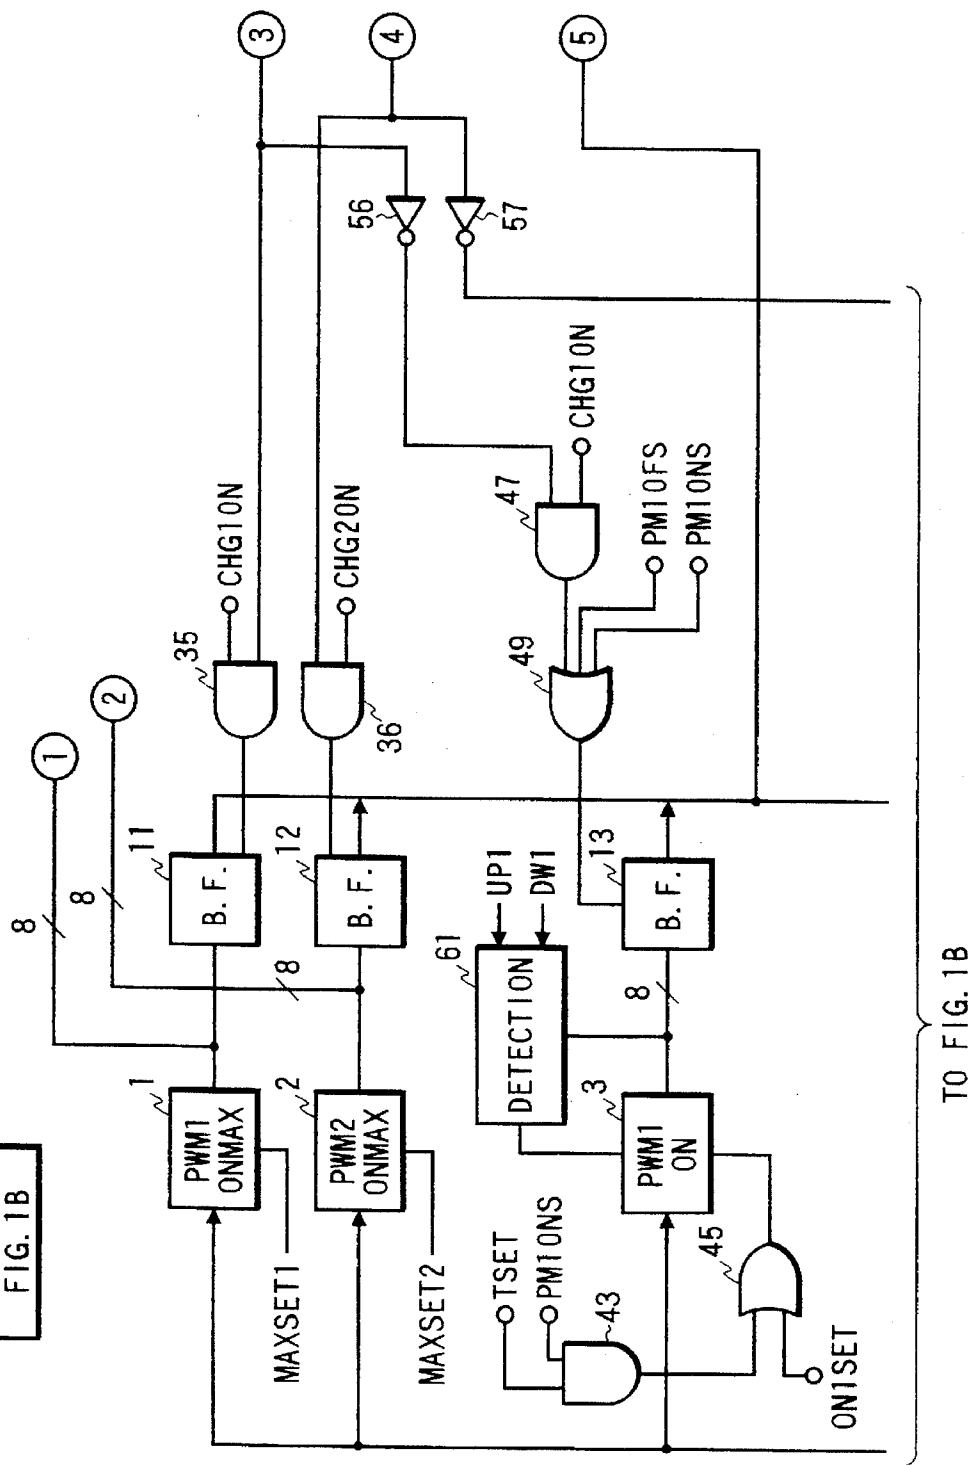 FIG. 1B
1
2
3
4
5
8
8
8
8
PWM1
ONMAX
1
MAXSET1
B. F.
11
35
CHG1ON
PWM2
ONMAX
2
MAXSET2
B. F.
12
36
CHG2ON
56
57
TSET
PM1ONS
43
DETECTION
61
UP1
DW1
PWM1
ON
3
B. F.
13
49
47
CHG1ON
PM1OFS
PM1ONS
45
ON1SET
TO FIG. 1B